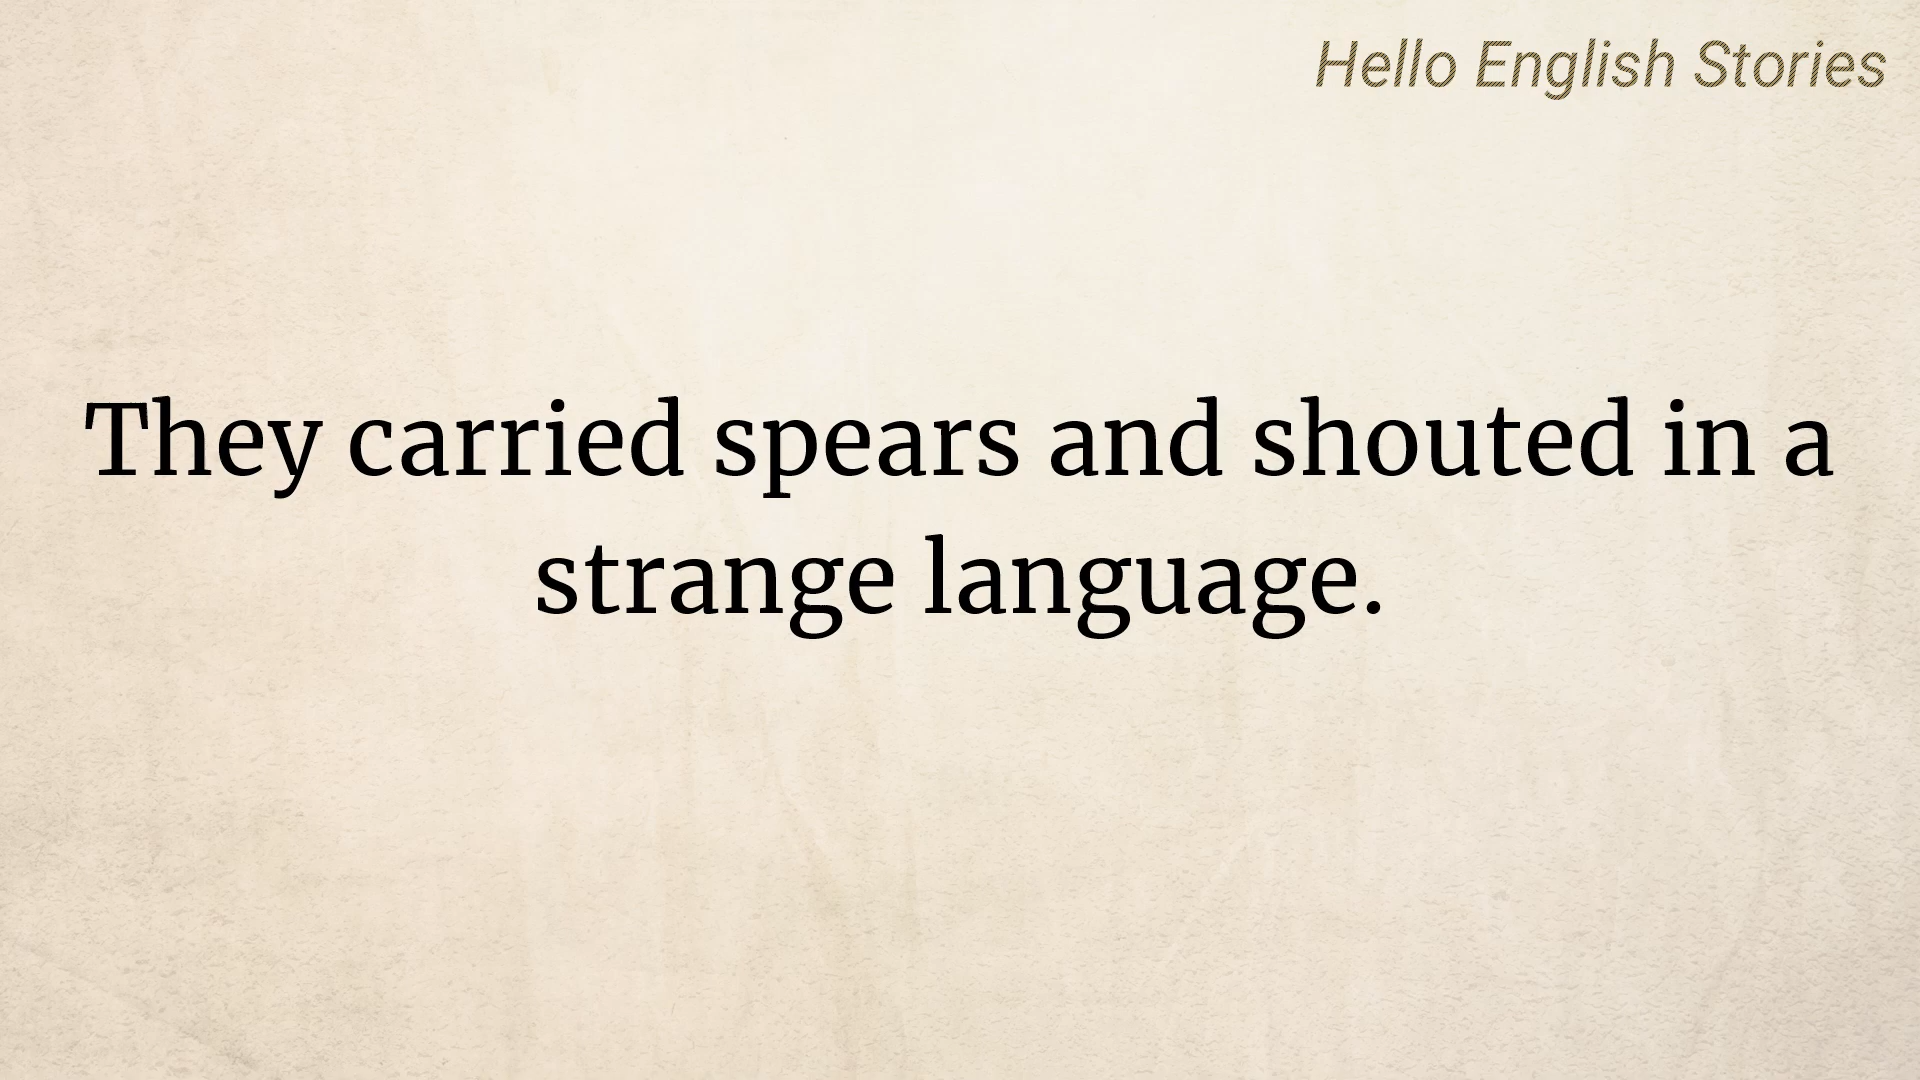 Hello English Stories
They carried spears and shouted in a
strange language.